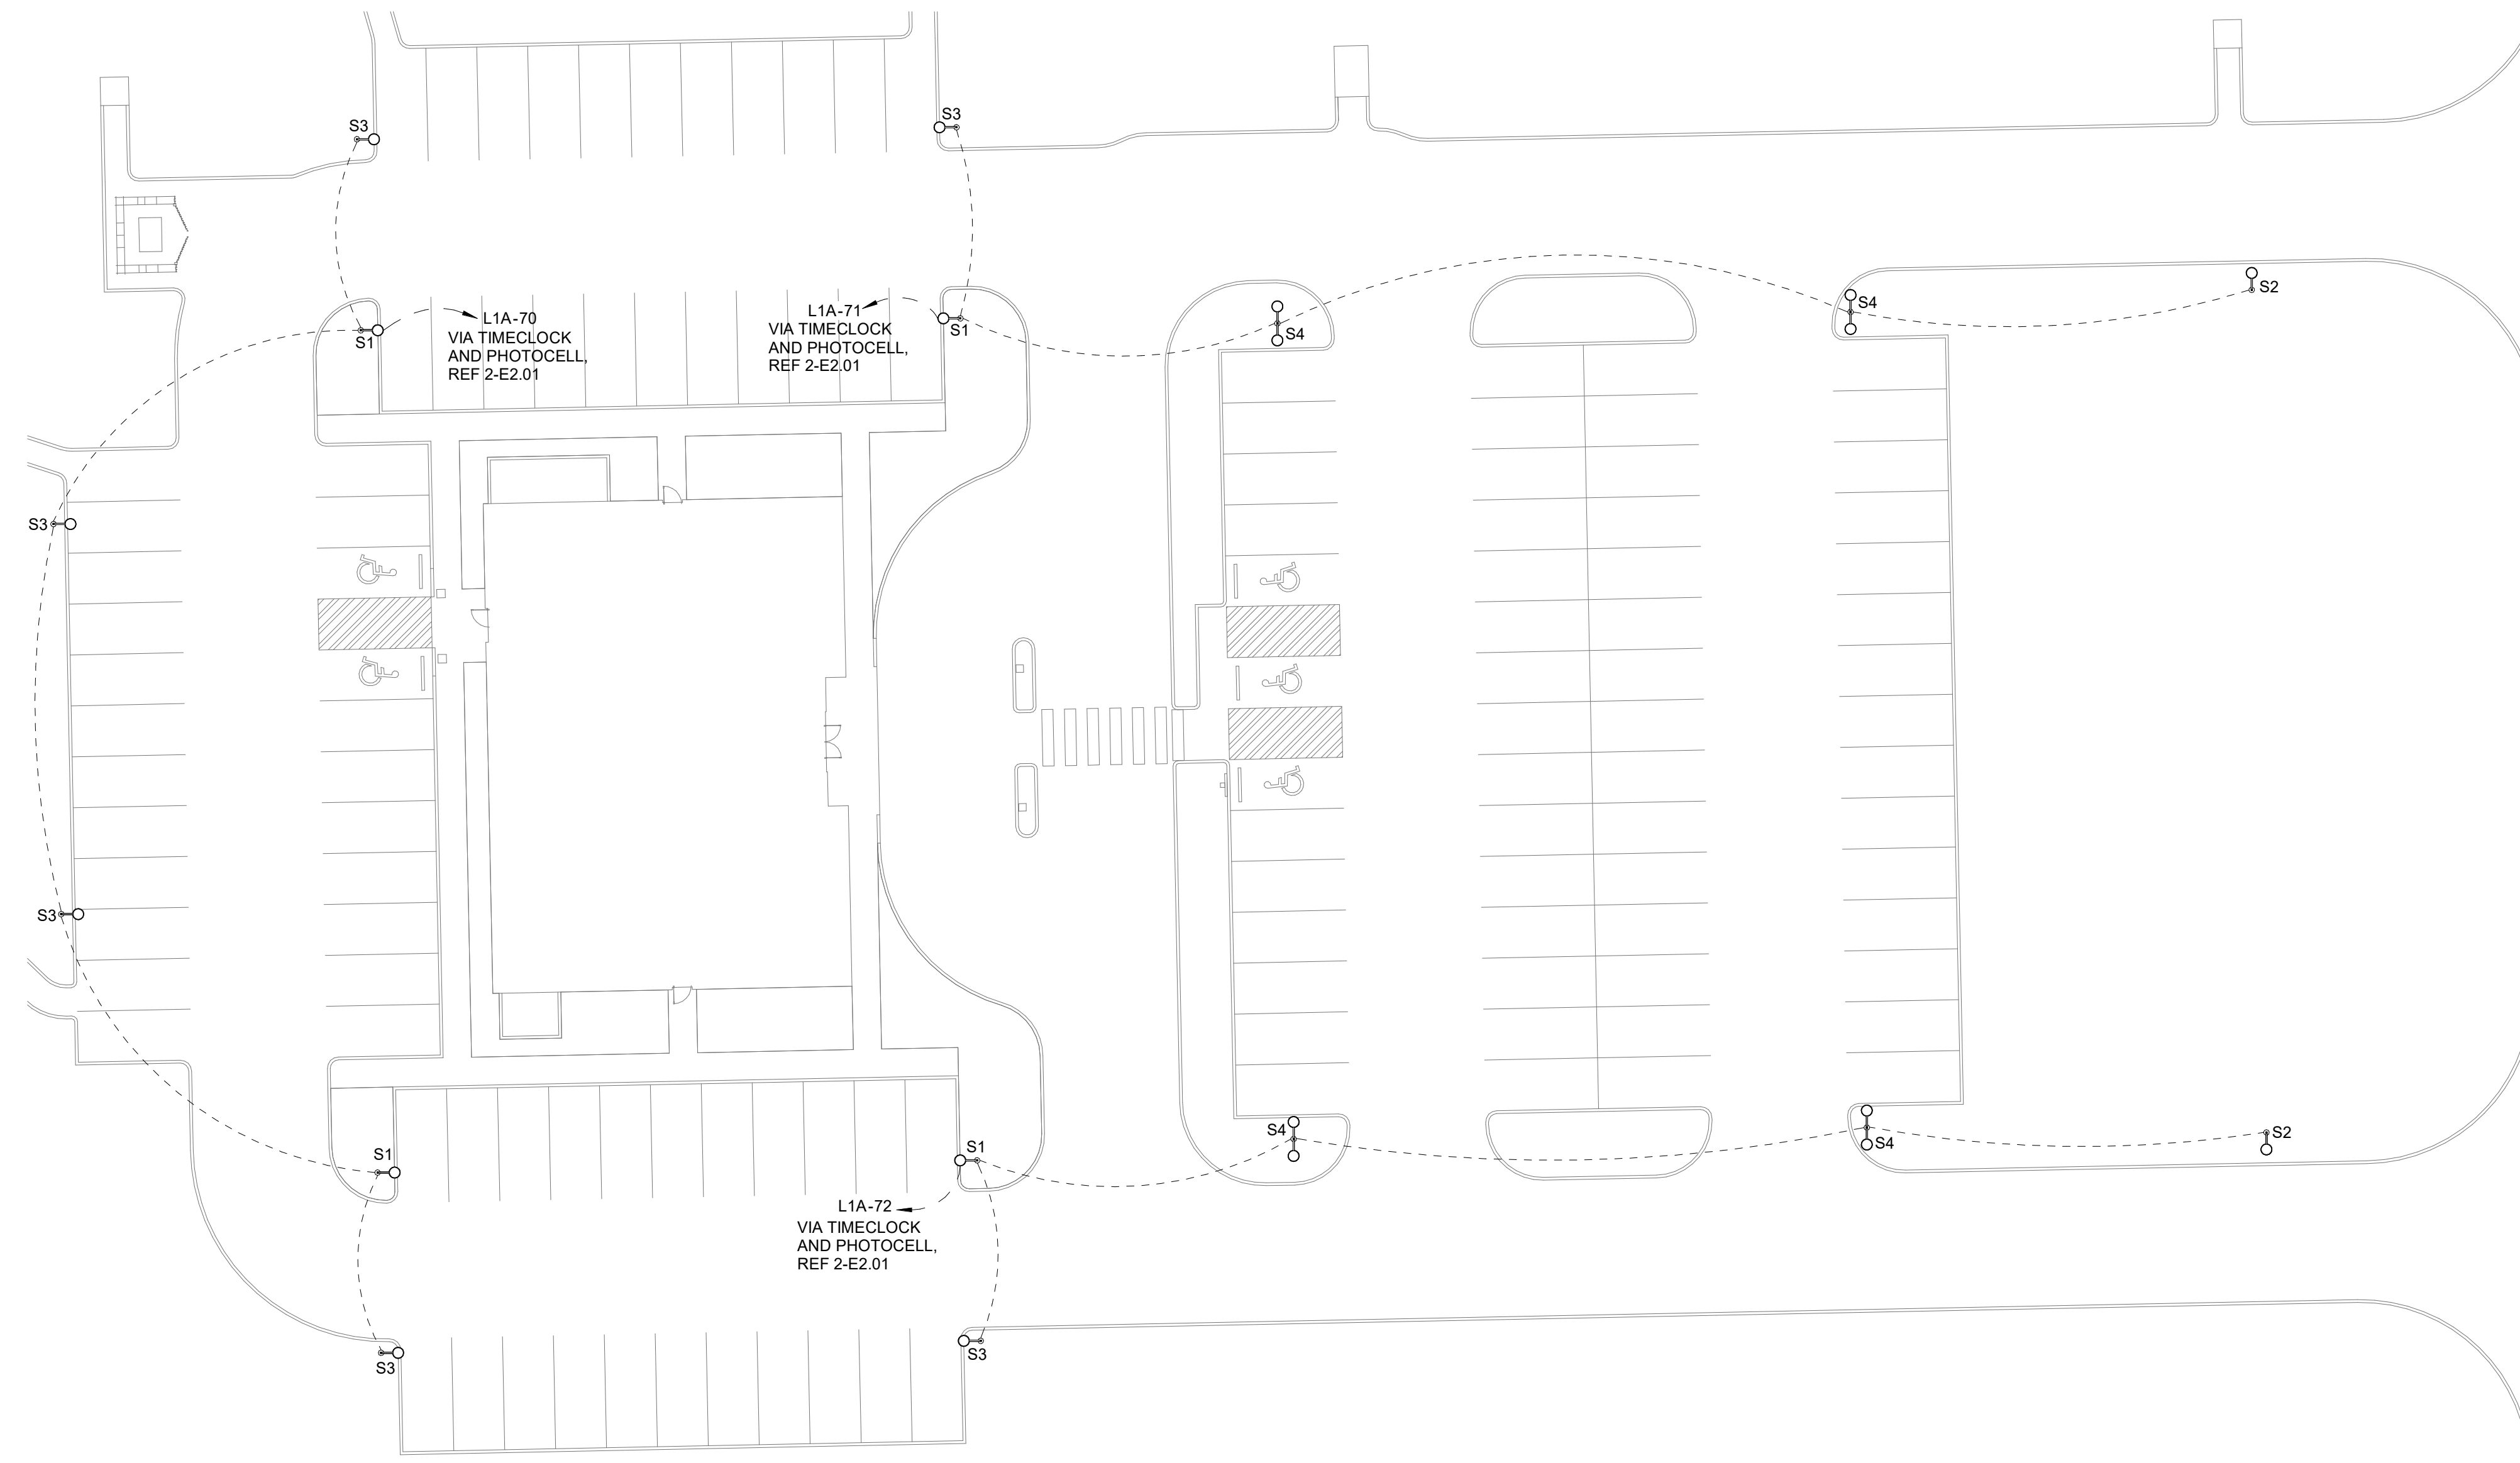 S3
S3
S2
S4
S4
S1
L1A-70
VIA TIMECLOCK
AND PHOTOCELL,
REF 2-E2.01
L1A-71
VIA TIMECLOCK
AND PHOTOCELL,
REF 2-E2.01
S1
S3
S3
S1
S1
S4
S4
S2
L1A-72
VIA TIMECLOCK
AND PHOTOCELL,
REF 2-E2.01
S3
S3